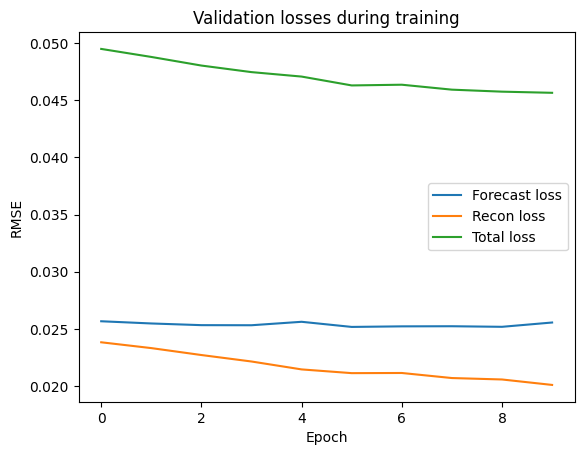 Validation losses during training
0.050
0.045
0.040
0.035
0.030
0.025
0.020
RMSE
Forecast loss
Recon loss
Total loss
0 2 4 6 8
Epoch